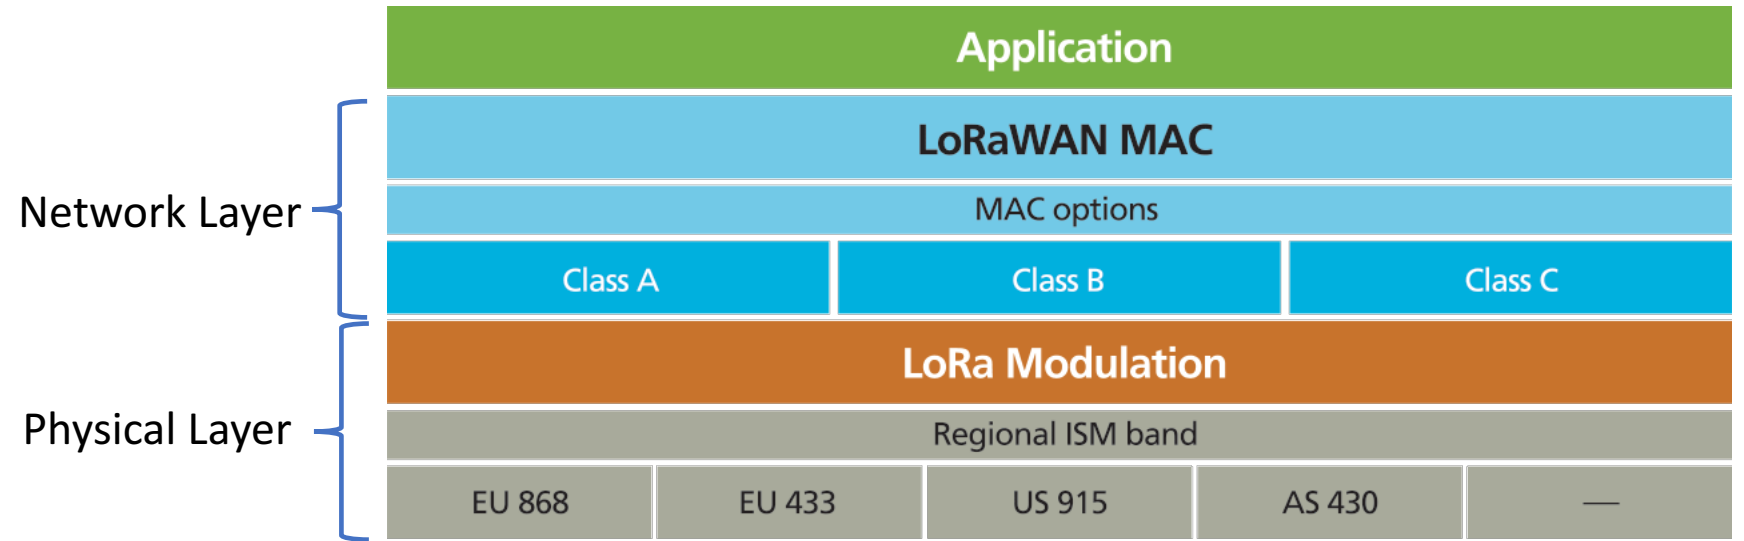 Application
LoRaWAN MAC
Network Layer
MAC options
Class A
Class B
Class C
LoRa Modulation
Physical Layer
Regional ISM band
EU 868
EU 433
US 915
AS 430
—